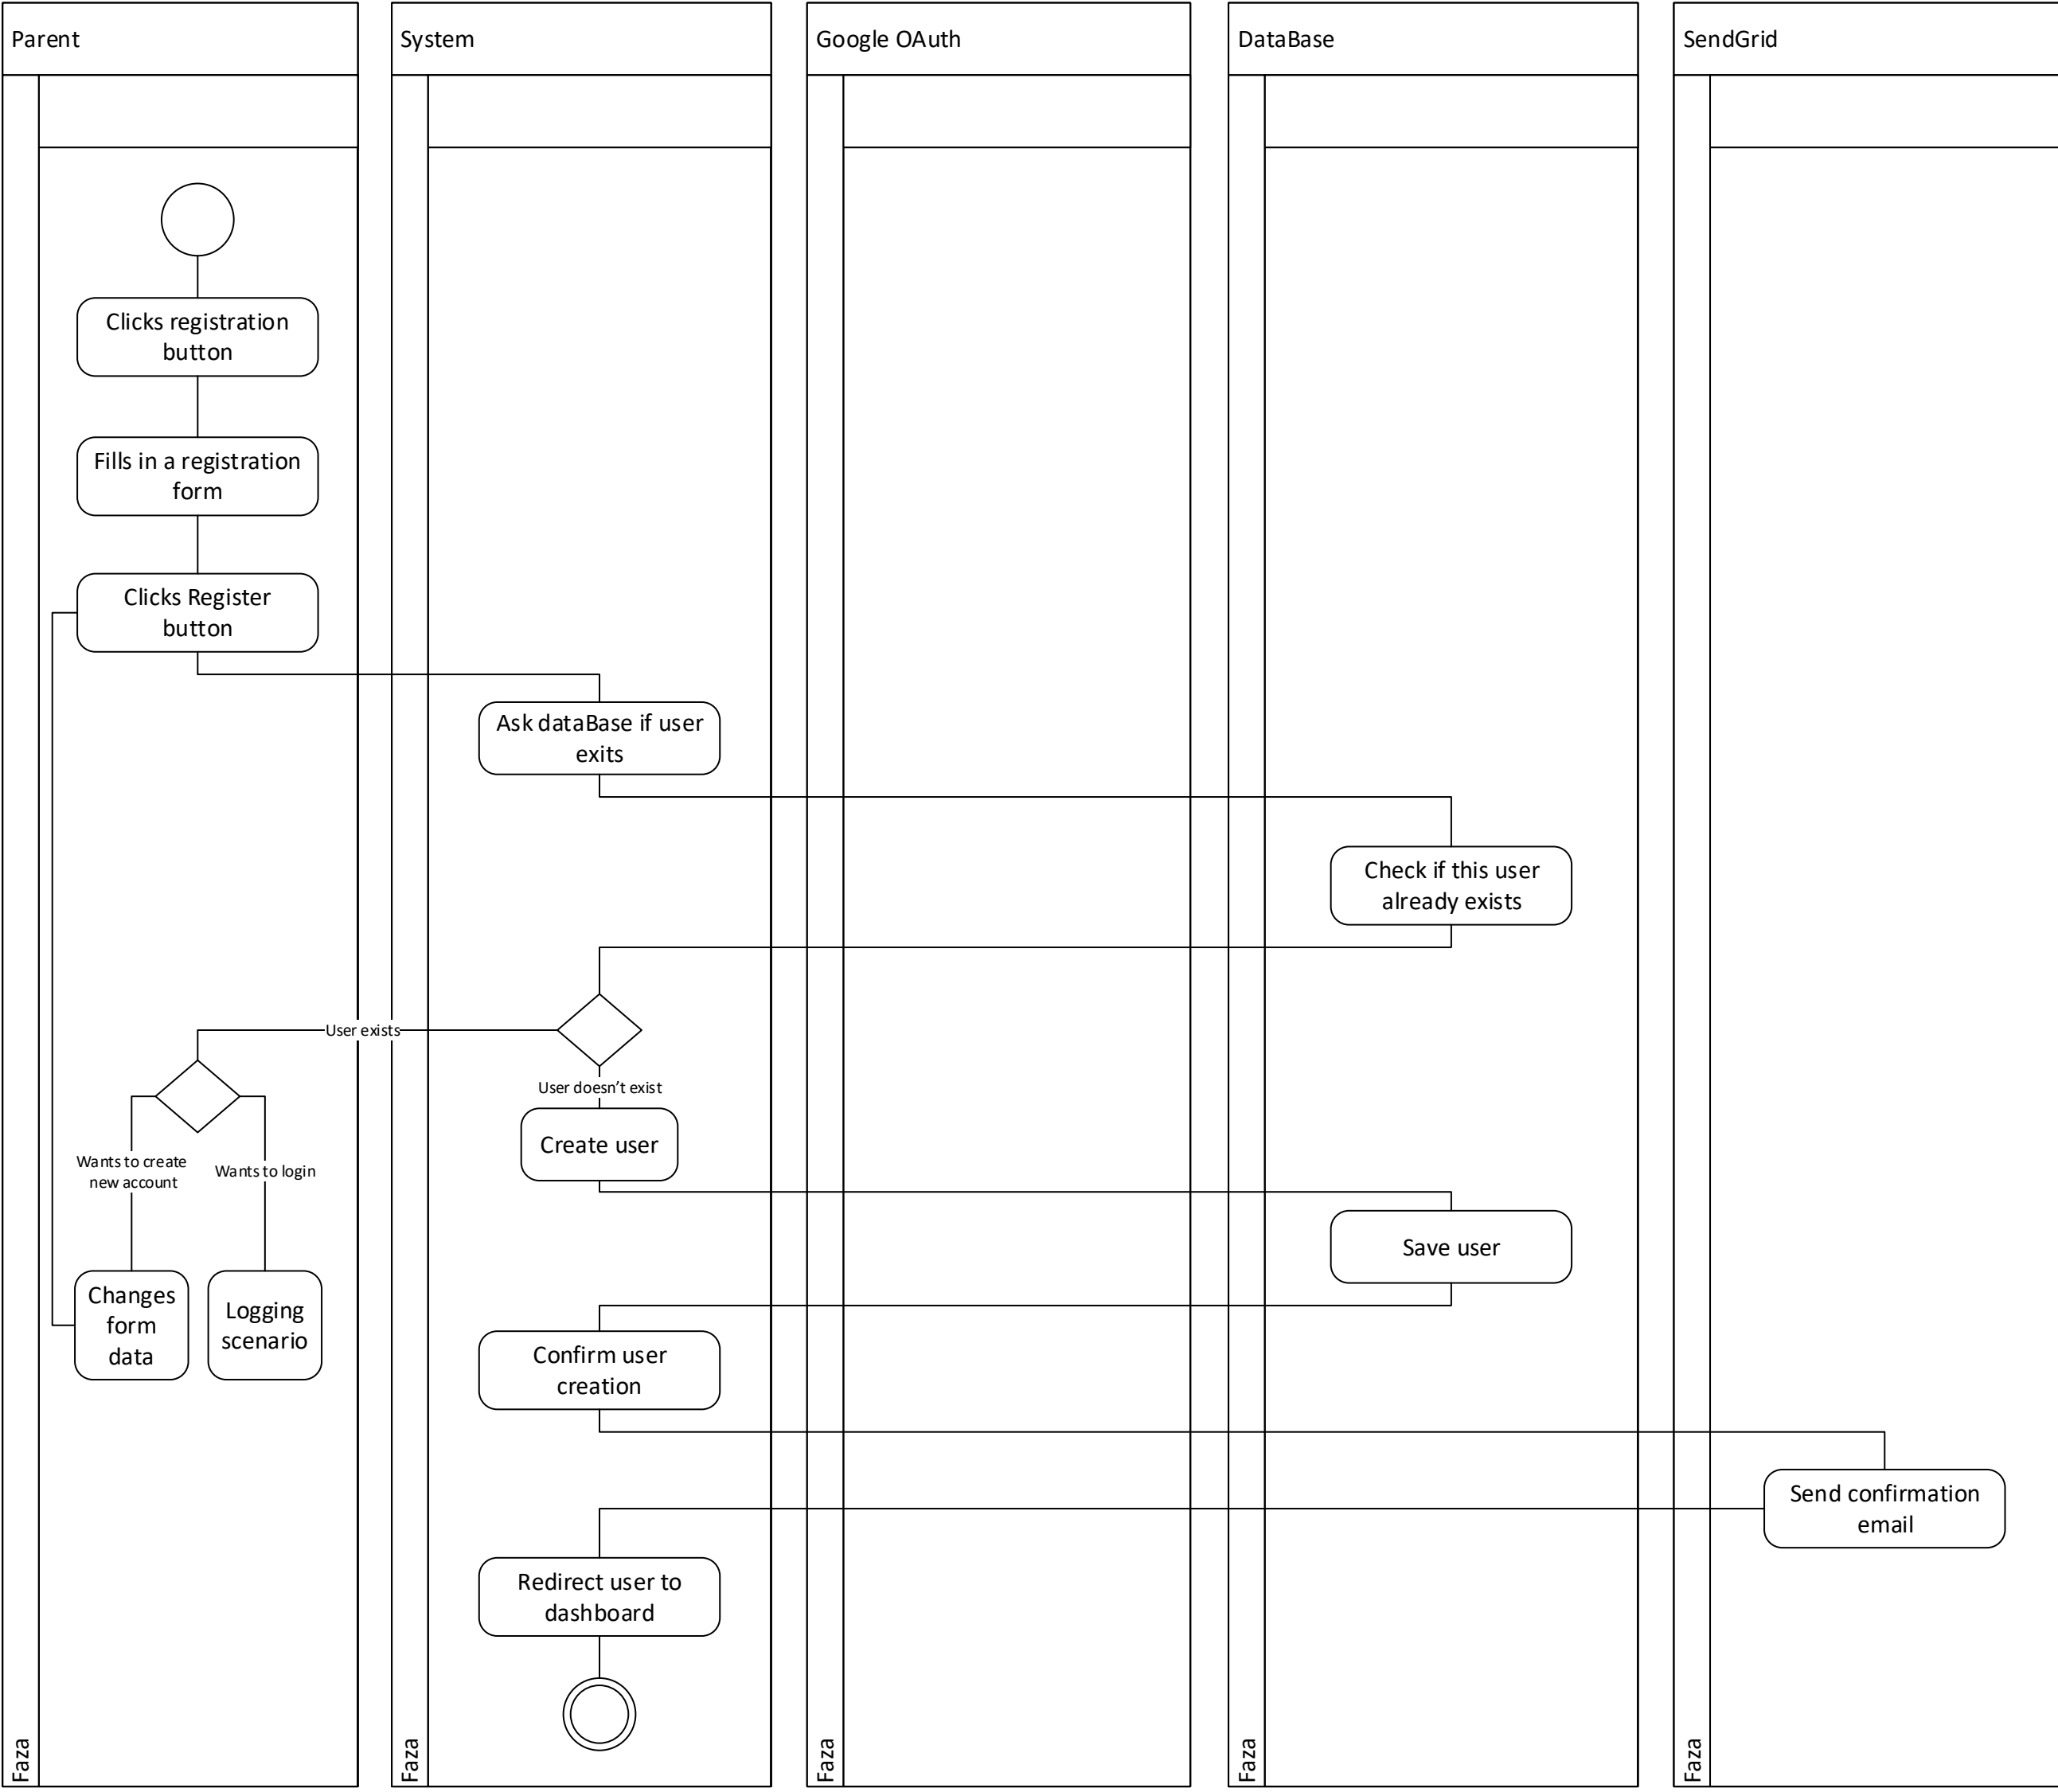 Parent
System
Google OAuth
DataBase
SendGrid
Clicks registration
button
Fills in a registration
form
Clicks Register
button
Ask dataBase if user
exits
Check if this user
already exists
User exists
User doesn't exist
Create user
Wants to create
new account
Wants to login
Save user
Changes
form
data
Logging
scenario
Confirm user
creation
Send confirmation
email
Redirect user to
dashboard
Faza
Faza
Faza
Faza
Faza